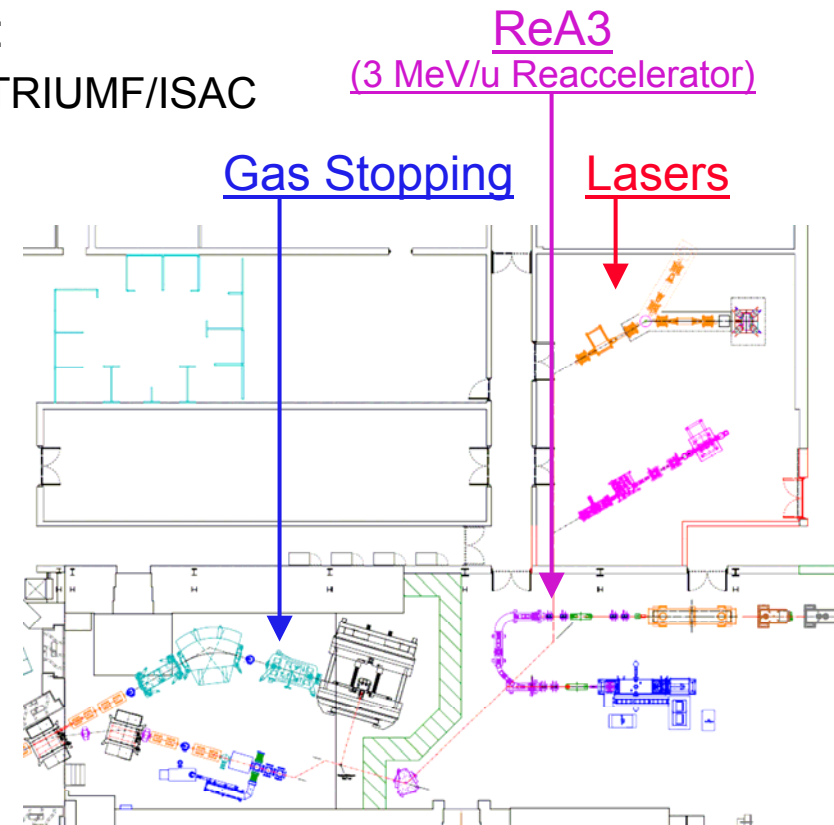 :
TRIUMF/ISAC
ReA3
(3 MeV/u Reaccelerator)
Gas Stopping
Lasers